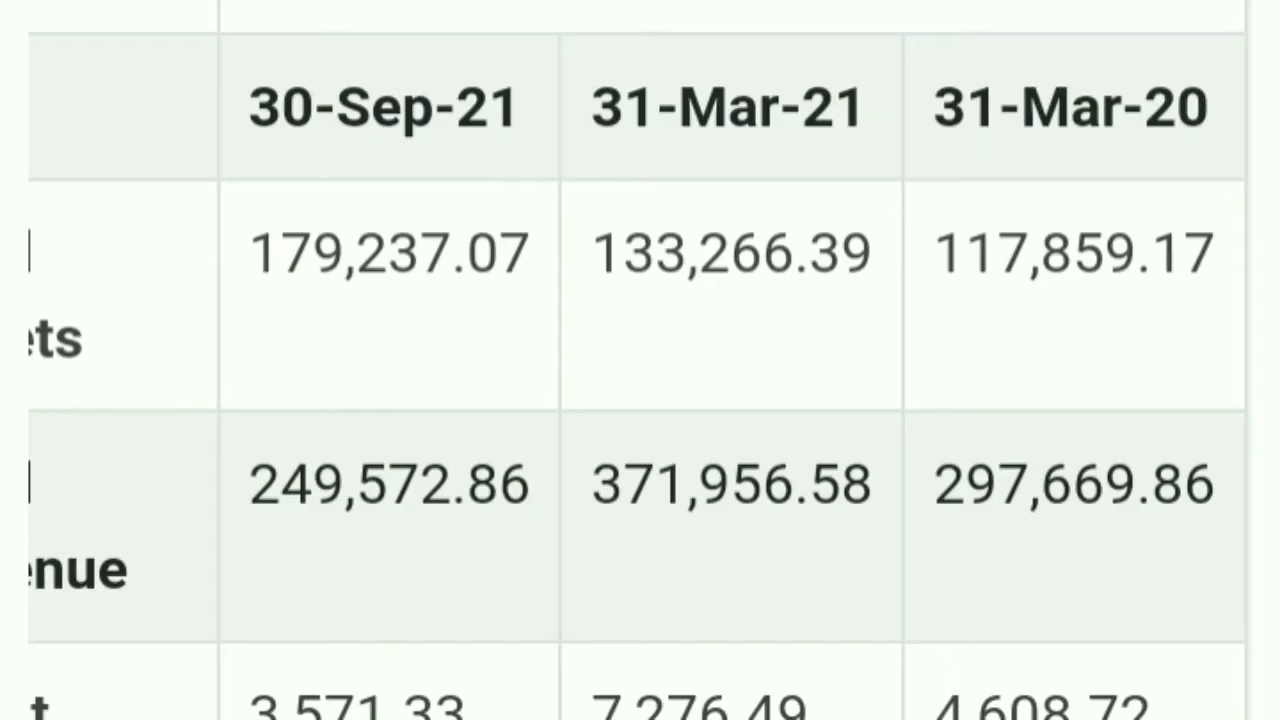 30-Sep-21 31-Mar-21 31-Mar-20
179,237.07 133,266.39 117,859.17
ets
249,572.86 371,956.58 297,669.86
enue
t 3,571.33 7,276.49 4,608.72